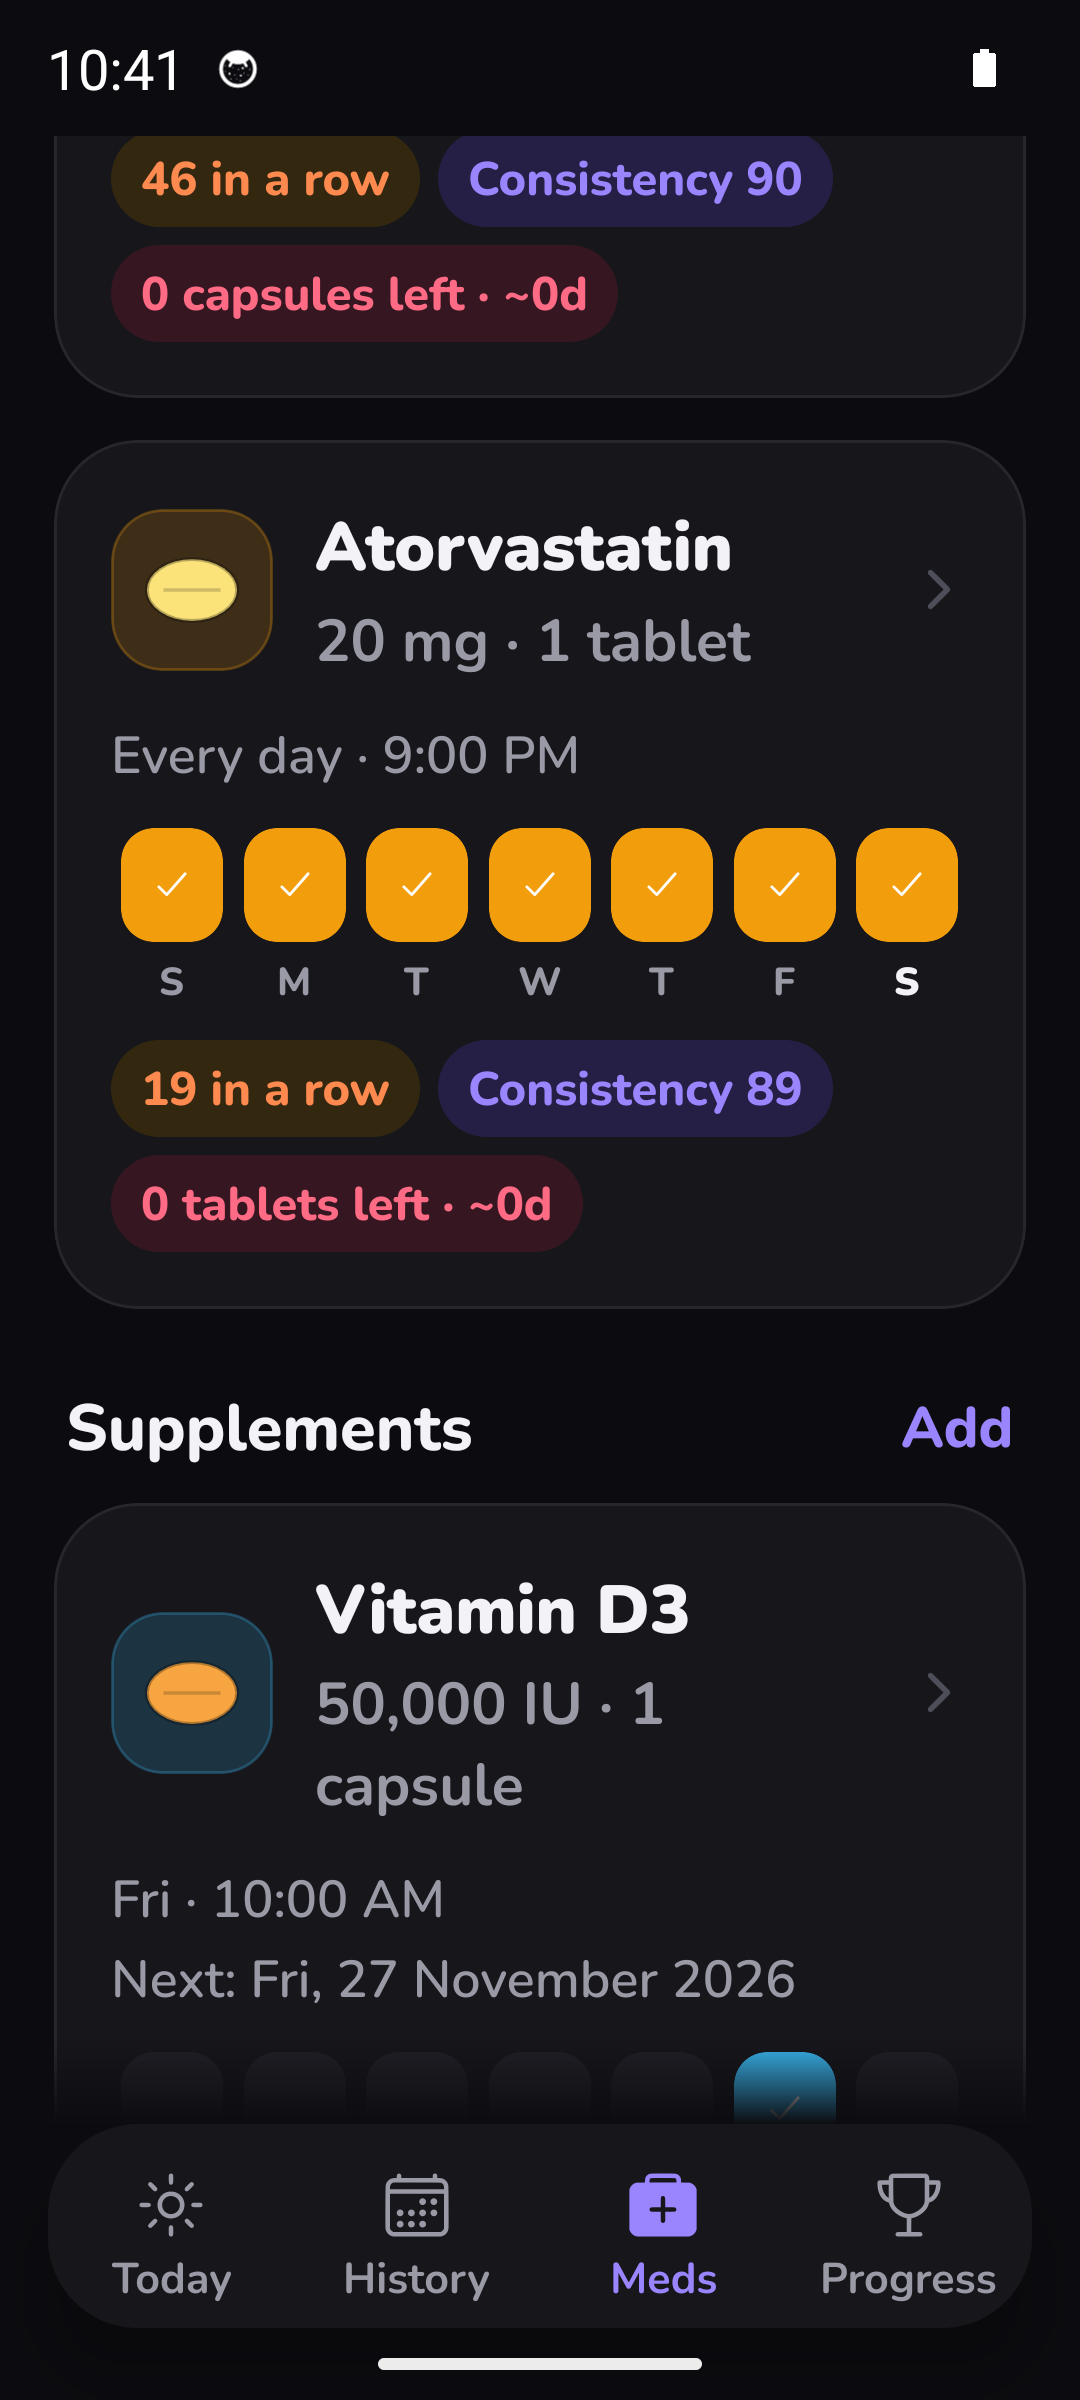 10:41
46 in a row
Consistency 90
0 capsules left · ~0d
Atorvastatin
20 mg · 1 tablet
Every day · 9:00 PM
S M T W T F S
19 in a row
Consistency 89
0 tablets left · ~0d
Supplements
Add
Vitamin D3
50,000 IU · 1
capsule
Fri · 10:00 AM
Next: Fri, 27 November 2026
Today
History
Meds
Progress